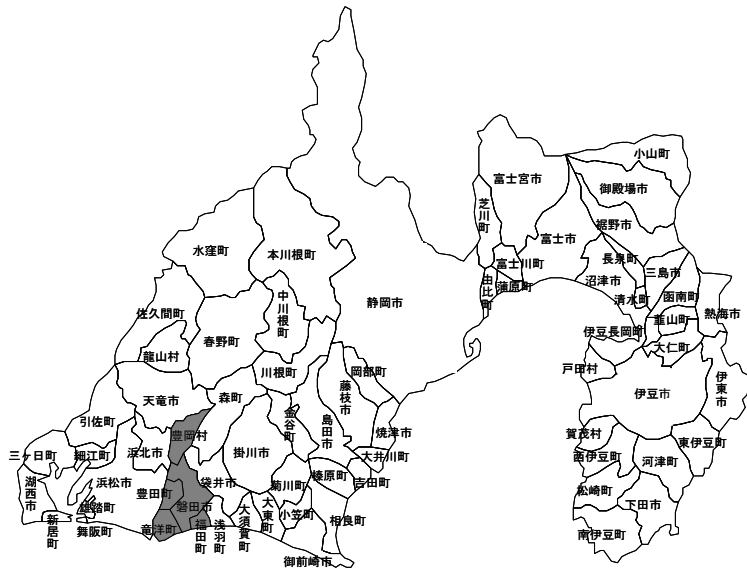 小山町
富士宮市
御殿場市
芝川町
裾野市
富士市
水窪町
本川根町
長泉町
富士川町
三島市
沼津市
蒲原町
由比町
清水町
函南町
中川根町
静岡市
佐久間町
熱海市
韮山町
伊豆長岡町
春野町
大仁町
龍山村
戸田村
川根町
岡部町
伊東市
藤枝市
伊豆市
天竜市
森町
金谷町
島田市
引佐町
豊岡村
焼津市
賀茂村
東伊豆町
三ヶ日町
細江町
浜北市
掛川市
大井川町
西伊豆町
河津町
湖西市
浜松市
袋井市
榛原町
吉田町
菊川町
豊田町
松崎町
雄踏町
磐田市
大須賀町
大東町
小笠町
相良町
下田市
新居町
舞阪町
竜洋町
福田町
浅羽町
南伊豆町
御前崎市